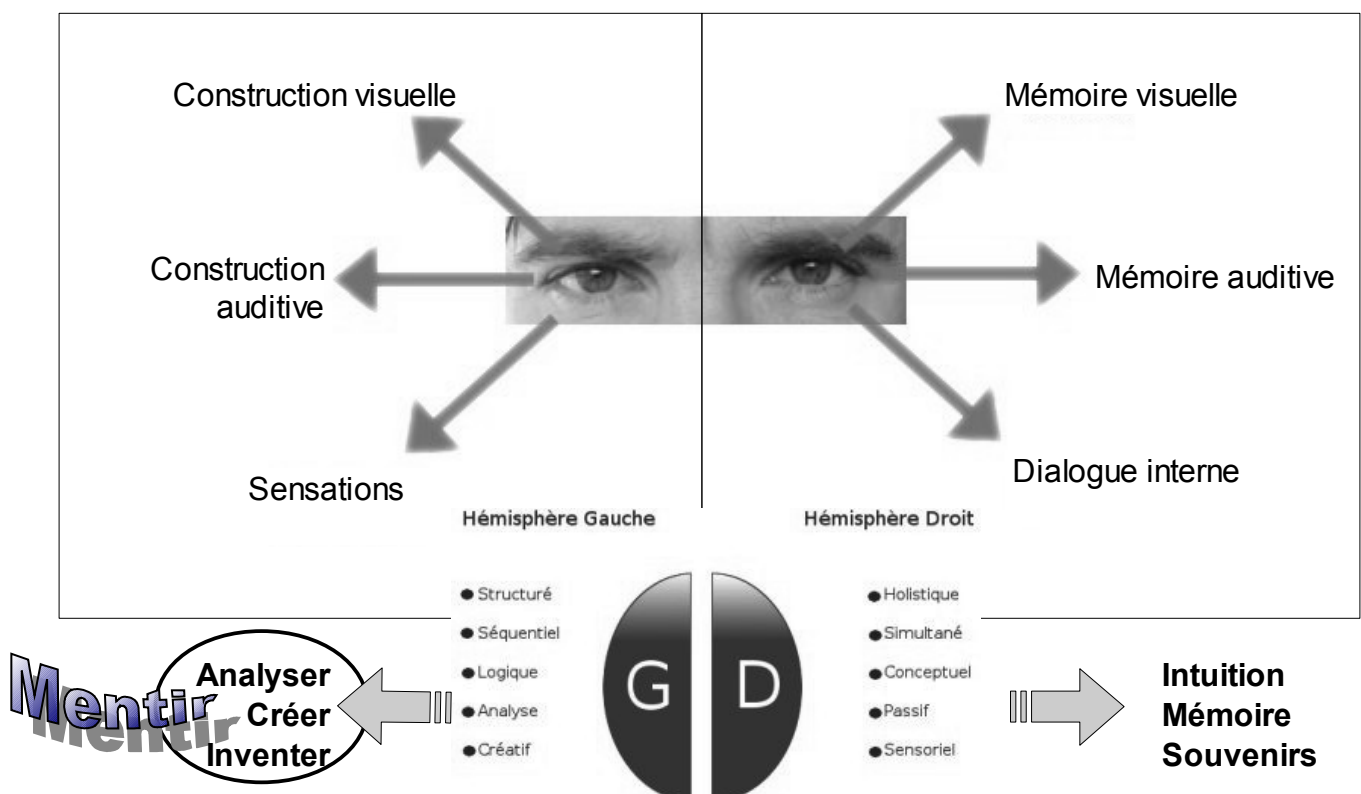 Construction visuelle
Mémoire visuelle
Construction
auditive
Mémoire auditive
Sensations
Dialogue interne
Hémisphère Gauche
Hémisphère Droit
Structuré
Séquentiel
Logique
Analyse
Créatif
G
D
Holistique
Simultané
Conceptuel
Passif
Sensoriel
Mentir
Analyser
Créer
Inventer
Intuition
Mémoire
Souvenirs